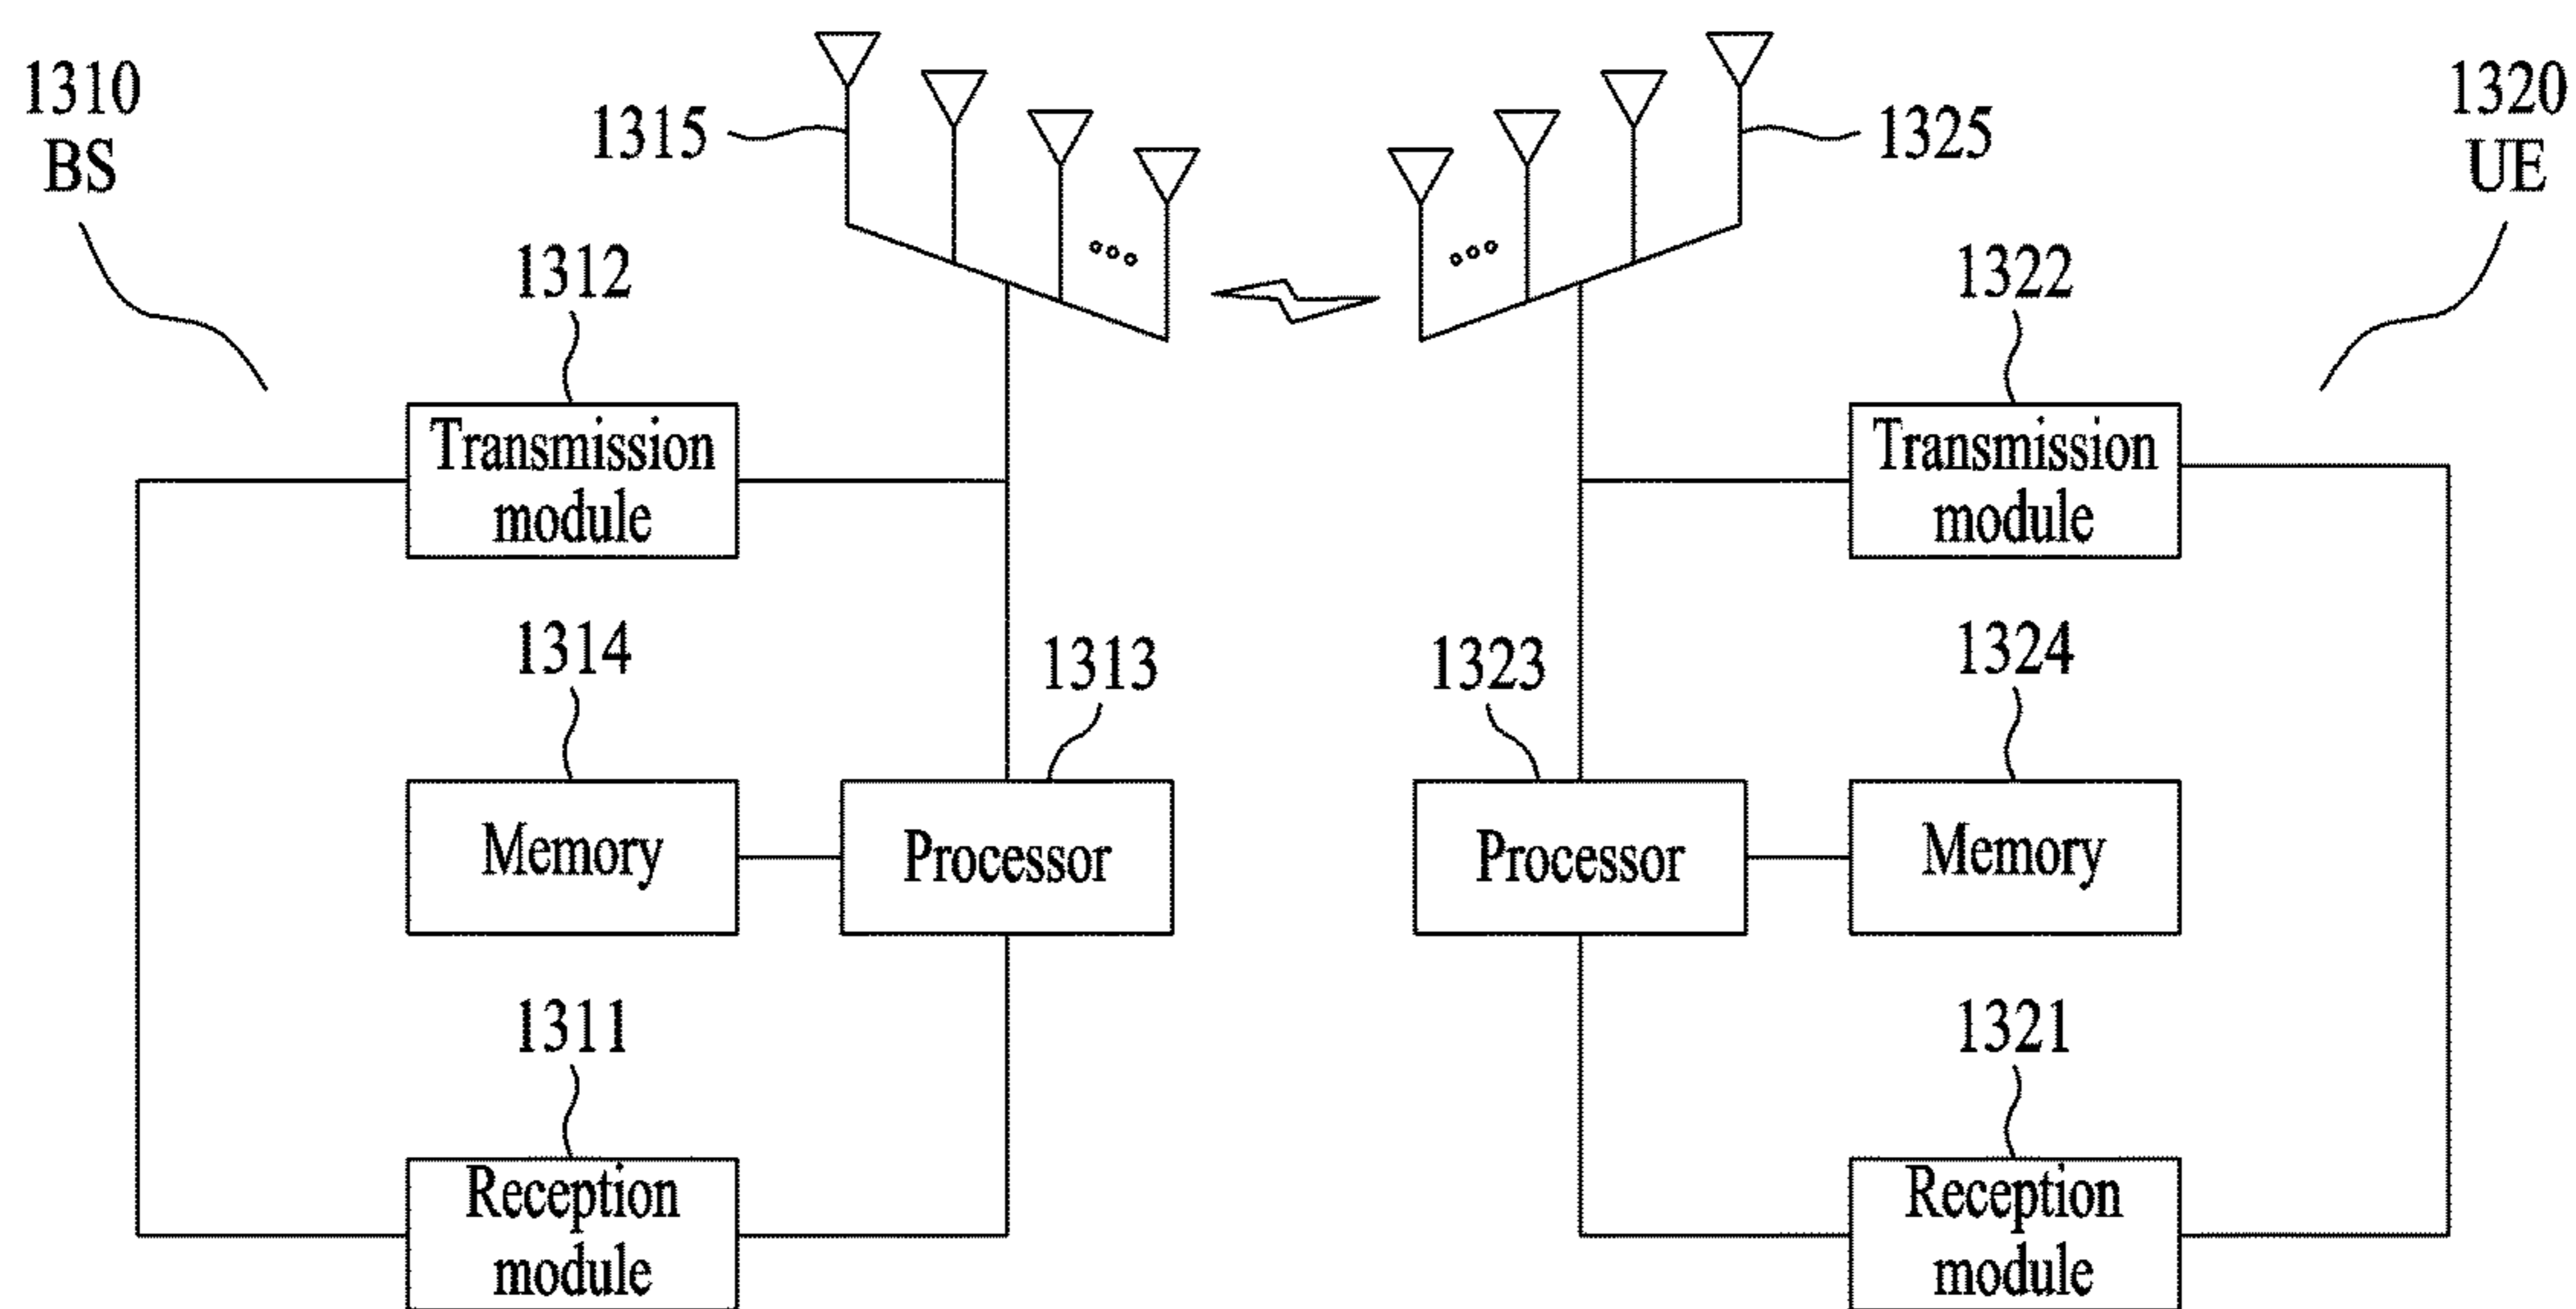 1310
BS
1315
1325
1320
UE
1312
Transmission
module
1322
Transmission
module
1314
Memory
1313
Processor
1323
Processor
1324
Memory
1311
Reception
module
1321
Reception
module